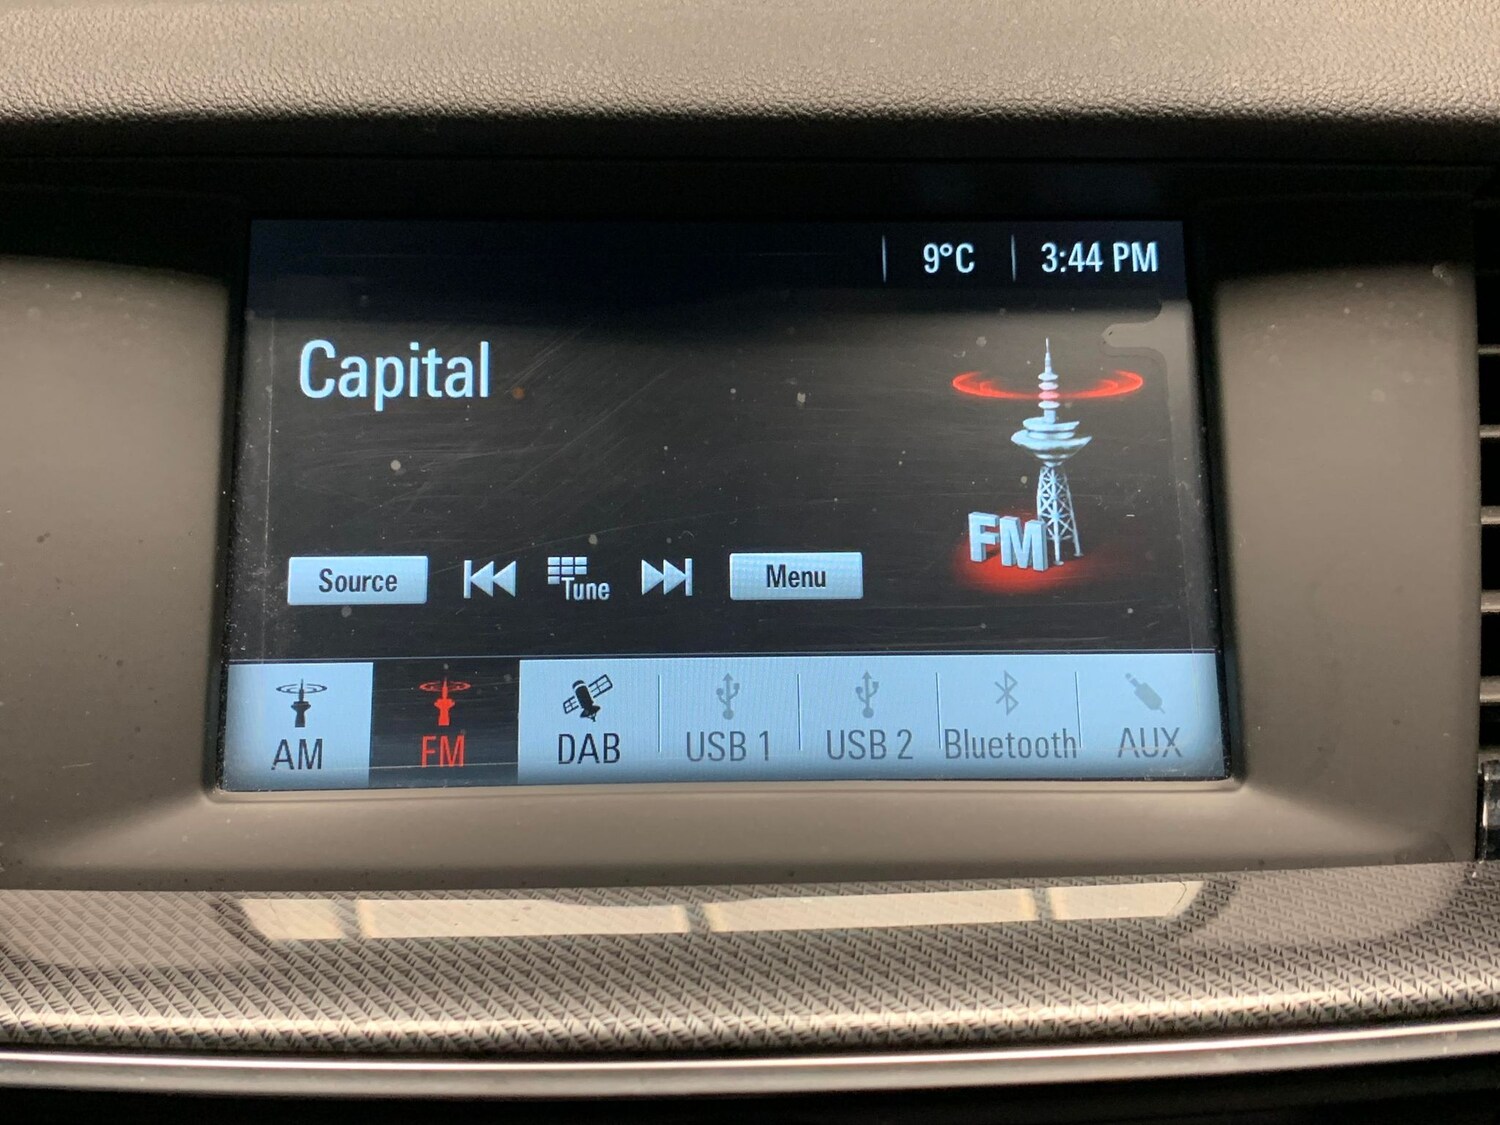 9°C 3:44 PM
Capital
FM
Source Tune Menu
AM FM DAB USB 1 USB 2 Bluetooth AUX